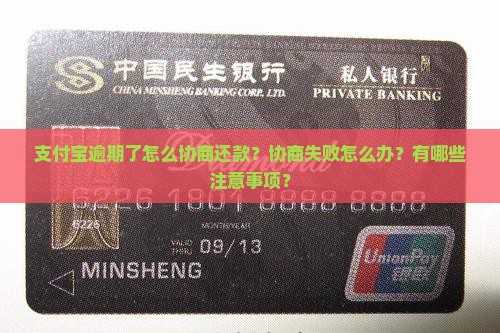 中国民生银行
CHINA MINSHENG BANKING CORP., LTD.
私人银行
PRIVATE BANKING
支付宝逾期了怎么协商还款？协商失败怎么办？有哪些
注意事项？
Diamond
6226 1801 8888 8888
6226
MONTH/YEAR
VALID THRU 09/13
MINSHENG
UnionPay
银联